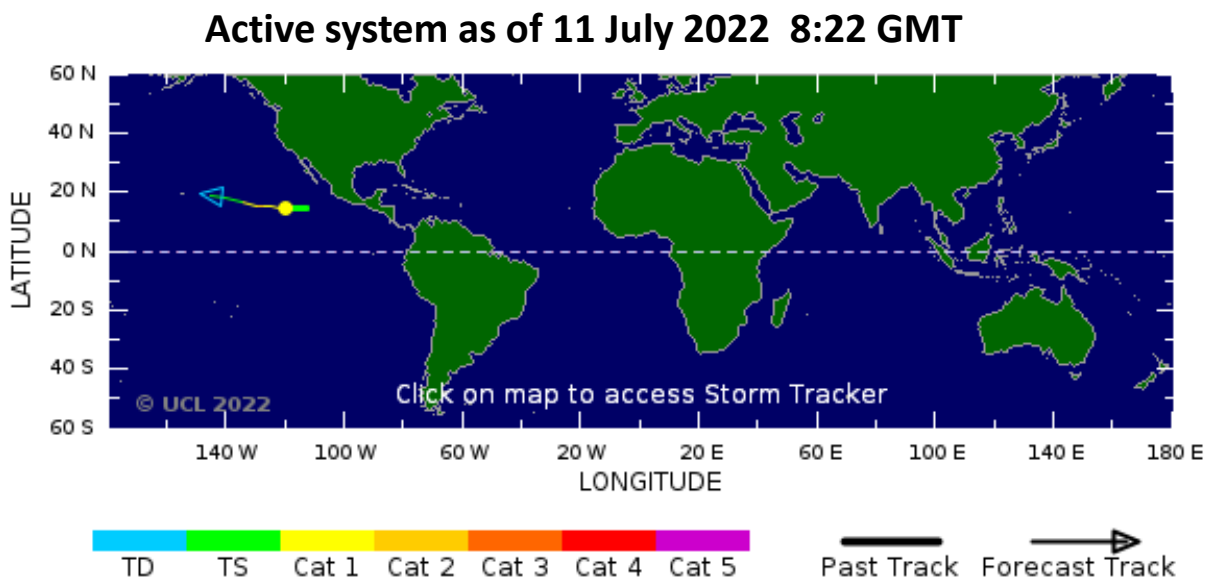 Active system as of 11 July 2022  8:22 GMT
60 N
40 N
20 N
0 N
20 S
40 S
60 S
LATITUDE
Click on map to access Storm Tracker
© UCL 2022
140 W 100 W 60 W 20 W 20 E 60 E 100 E 140 E 180 E
LONGITUDE
TD TS Cat 1 Cat 2 Cat 3 Cat 4 Cat 5 Past Track Forecast Track